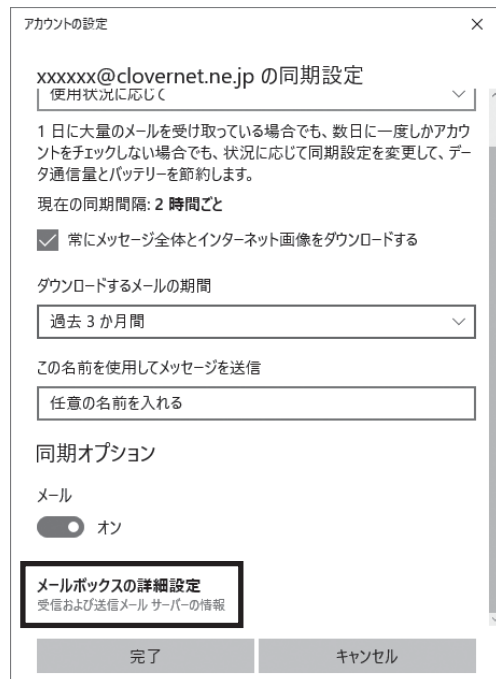 アカウントの設定
xxxxxx@clovernet.ne.jp の同期設定
使用状況に応じて
1 日に大量のメールを受け取っている場合でも、数日に一度しかアカウ
ントをチェックしない場合でも、状況に応じて同期設定を変更して、デー
タ通信量とバッテリーを節約します。
現在の同期間隔: 2 時間ごと
常にメッセージ全体とインターネット画像をダウンロードする
ダウンロードするメールの期間
過去 3 か月間
この名前を使用してメッセージを送信
任意の名前を入れる
同期オプション
メール
オン
メールボックスの詳細設定
受信および送信メール サーバーの情報
完了
キャンセル